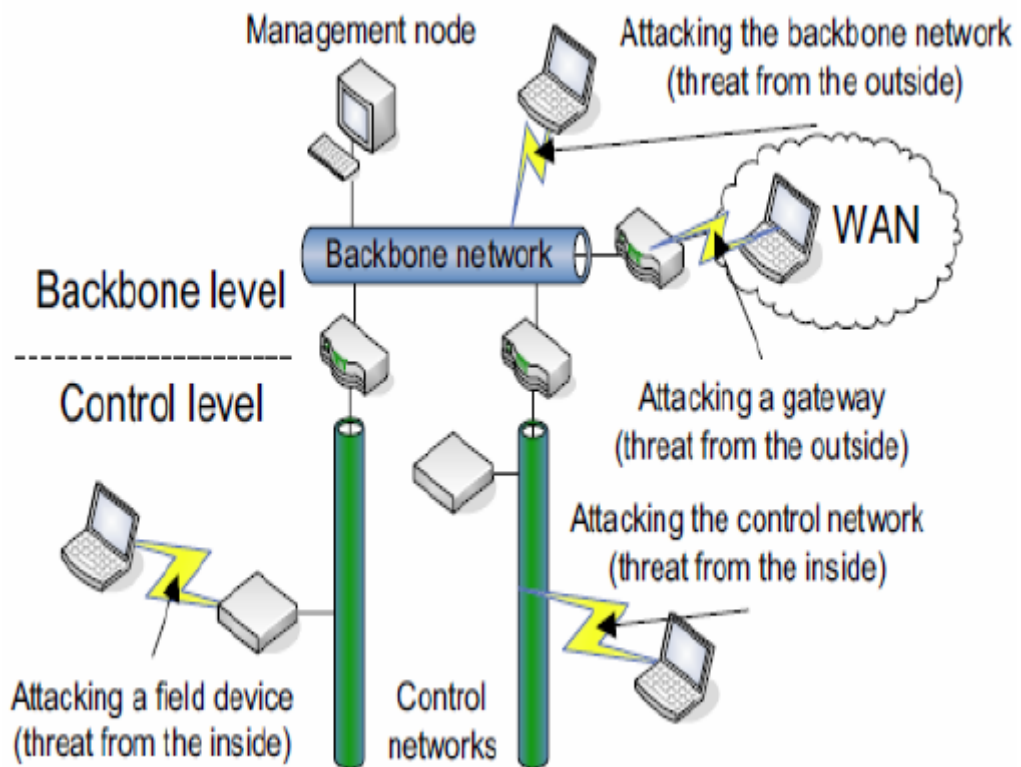 Management node
Attacking the backbone network
(threat from the outside)
WAN
Backbone network
Backbone level
Control level
Attacking a gateway
(threat from the outside)
Attacking the control network
(threat from the inside)
Attacking a field device
(threat from the inside)
Control
networks